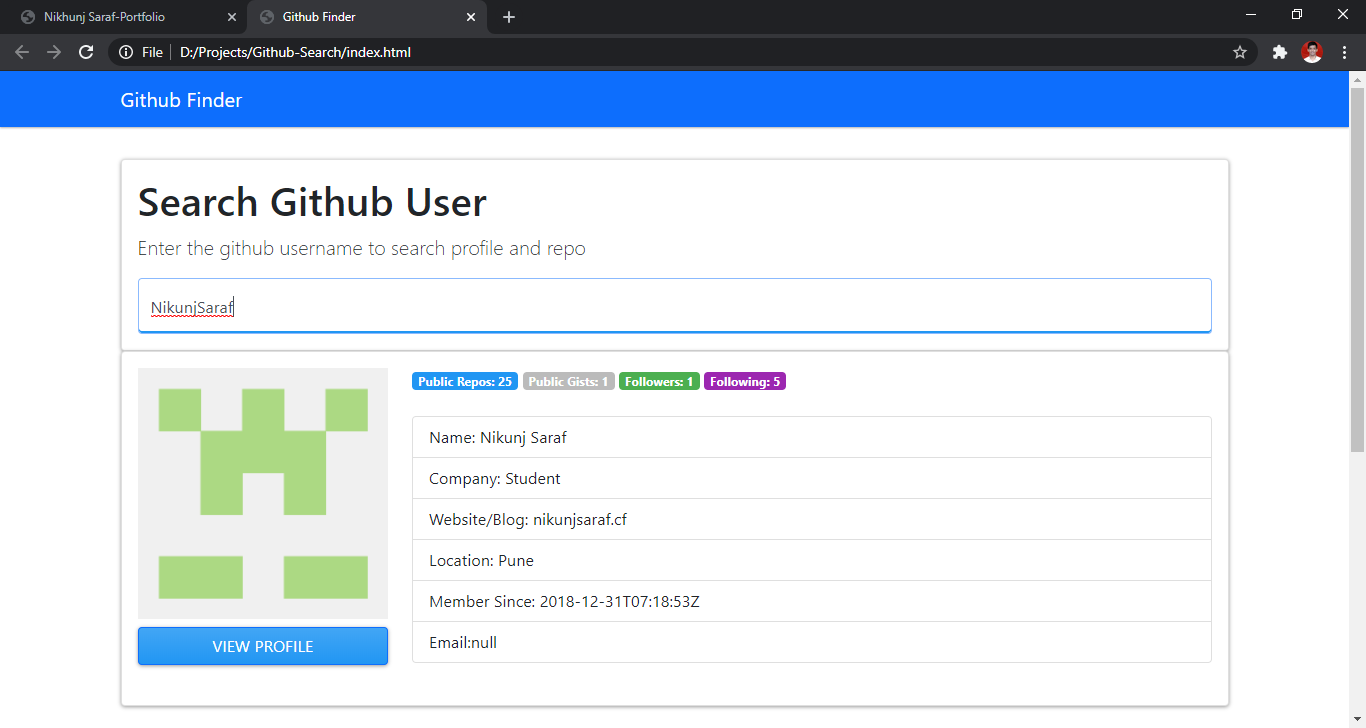 Nikhunj Saraf-Portfolio
Github Finder
File
D:/Projects/Github-Search/index.html
Github Finder
Search Github User
Enter the github username to search profile and repo
NikunjSaraf
Public Repos: 25 Public Gists: 1 Followers: 1 Following: 5
Name: Nikunj Saraf
Company: Student
Website/Blog: nikunjsaraf.cf
Location: Pune
Member Since: 2018-12-31T07:18:53Z
Email:null
VIEW PROFILE